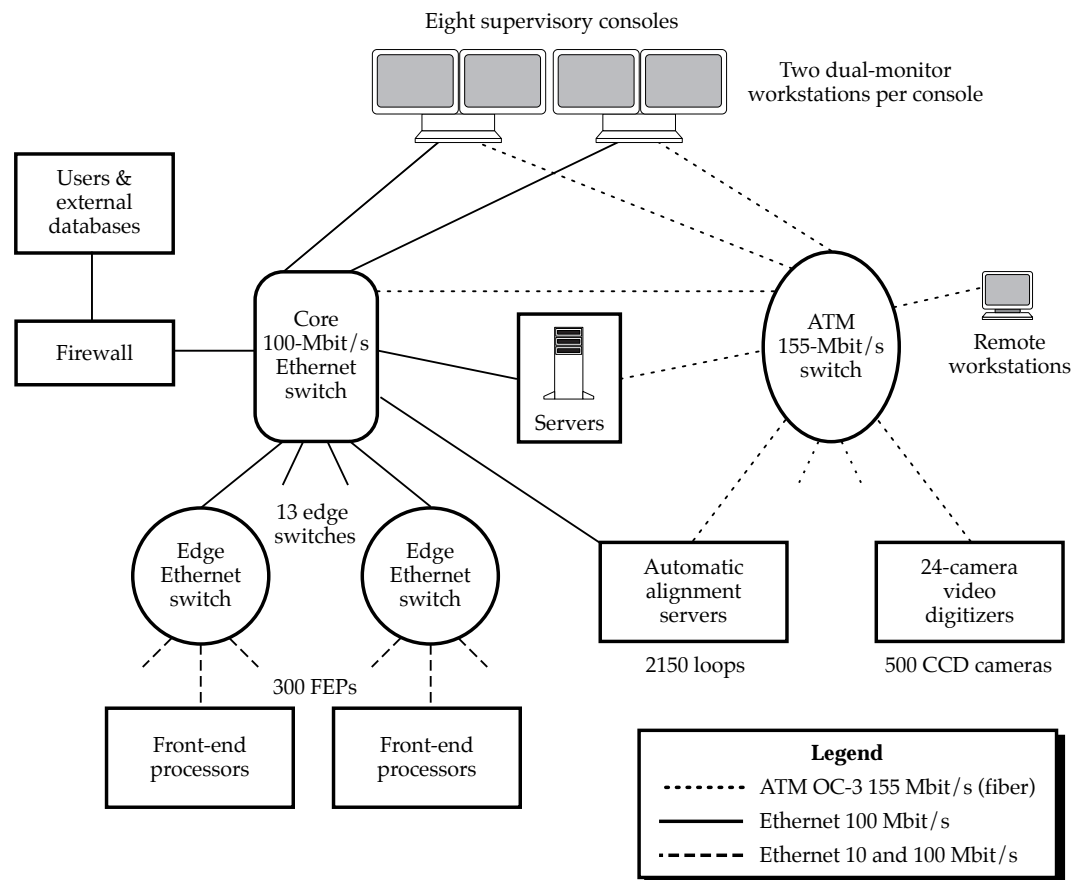 Eight supervisory consoles
Two dual-monitor
workstations per console
Users &
external
databases
Firewall
Core
100-Mbit/s
Ethernet
switch
Servers
ATM
155-Mbit/s
switch
Remote
workstations
13 edge
switches
Edge
Ethernet
switch
Edge
Ethernet
switch
Automatic
alignment
servers
24-camera
video
digitizers
2150 loops
500 CCD cameras
300 FEPs
Front-end
processors
Front-end
processors
Legend
ATM OC-3 155 Mbit/s (fiber)
Ethernet 100 Mbit/s
Ethernet 10 and 100 Mbit/s